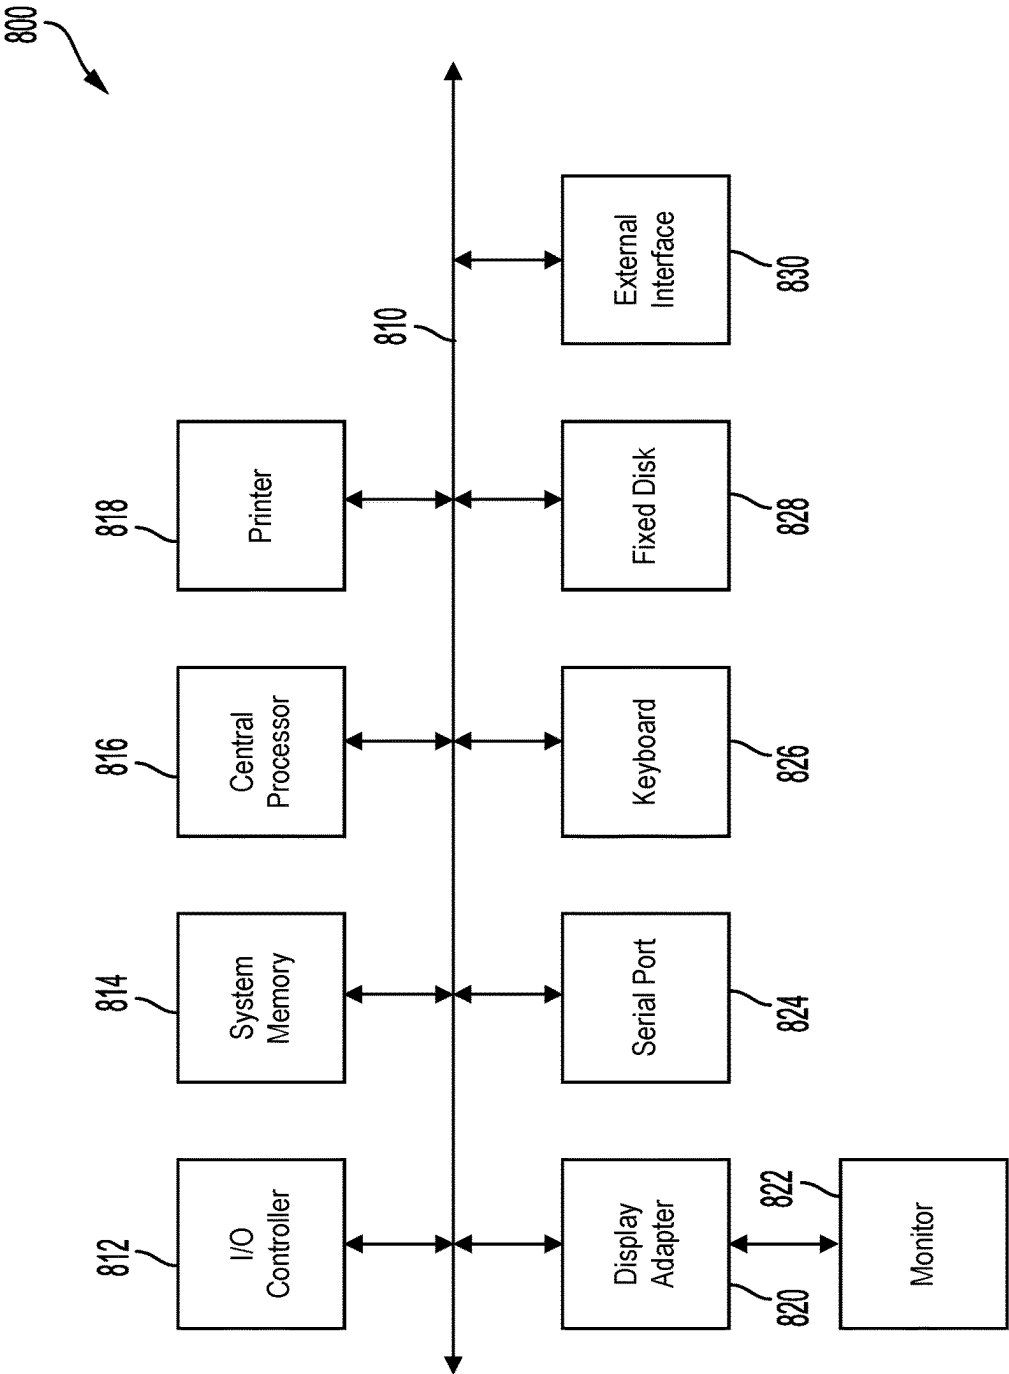 800
812
I/O
Controller
814
System
Memory
816
Central
Processor
818
Printer
810
Display
Adapter
820
Serial Port
824
Keyboard
826
Fixed Disk
828
External
Interface
830
822
Monitor